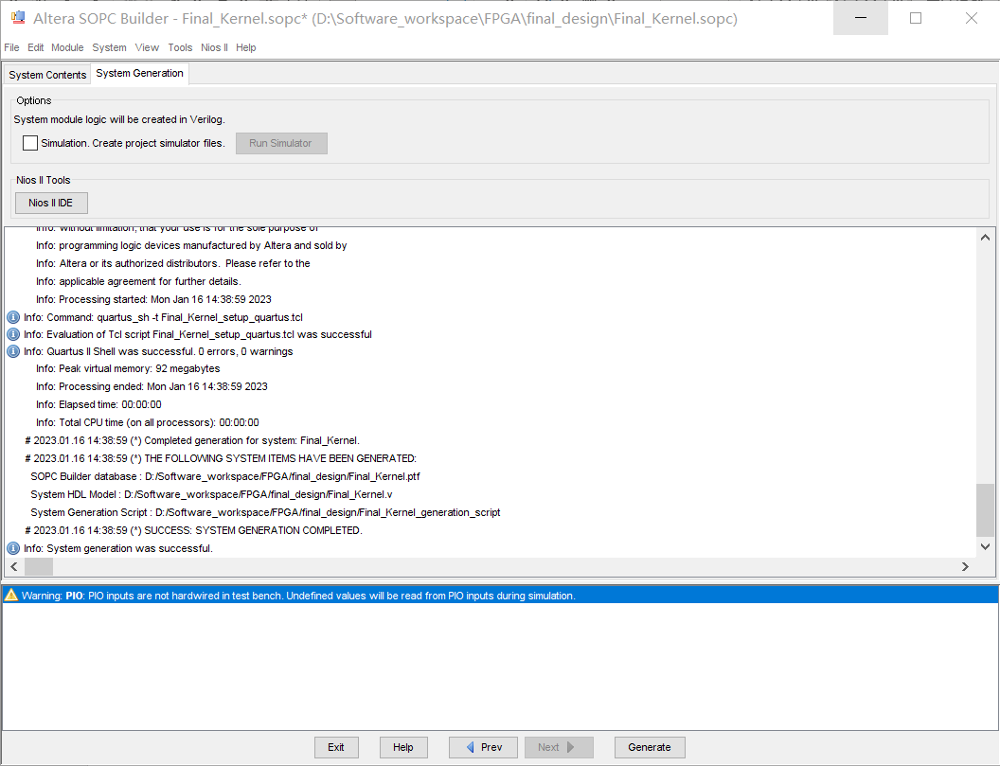 Altera SOPC Builder - Final_Kernel.sopc* (D:\Software_workspace\FPGA\final_design\Final_Kernel.sopc)
File Edit Module System View Tools Nios II Help
System Contents System Generation
Options
System module logic will be created in Verilog.
Simulation. Create project simulator files. Run Simulator
Nios II Tools
Nios II IDE
Info: without limitation, that your use is for the sole purpose of
Info: programming logic devices manufactured by Altera and sold by
Info: Altera or its authorized distributors.  Please refer to the
Info: applicable agreement for further details.
Info: Processing started: Mon Jan 16 14:38:59 2023
Info: Command: quartus_sh -t Final_Kernel_setup_quartus.tcl
Info: Evaluation of Tcl script Final_Kernel_setup_quartus.tcl was successful
Info: Quartus II Shell was successful. 0 errors, 0 warnings
Info: Peak virtual memory: 92 megabytes
Info: Processing ended: Mon Jan 16 14:38:59 2023
Info: Elapsed time: 00:00:00
Info: Total CPU time (on all processors): 00:00:00
# 2023.01.16 14:38:59 (*) Completed generation for system: Final_Kernel.
# 2023.01.16 14:38:59 (*) THE FOLLOWING SYSTEM ITEMS HAVE BEEN GENERATED:
SOPC Builder database : D:/Software_workspace/FPGA/final_design/Final_Kernel.ptf
System HDL Model : D:/Software_workspace/FPGA/final_design/Final_Kernel.v
System Generation Script : D:/Software_workspace/FPGA/final_design/Final_Kernel_generation_script
# 2023.01.16 14:38:59 (*) SUCCESS: SYSTEM GENERATION COMPLETED.
Info: System generation was successful.
Warning: PIO: PIO inputs are not hardwired in test bench. Undefined values will be read from PIO inputs during simulation.
Exit Help Prev Next Generate